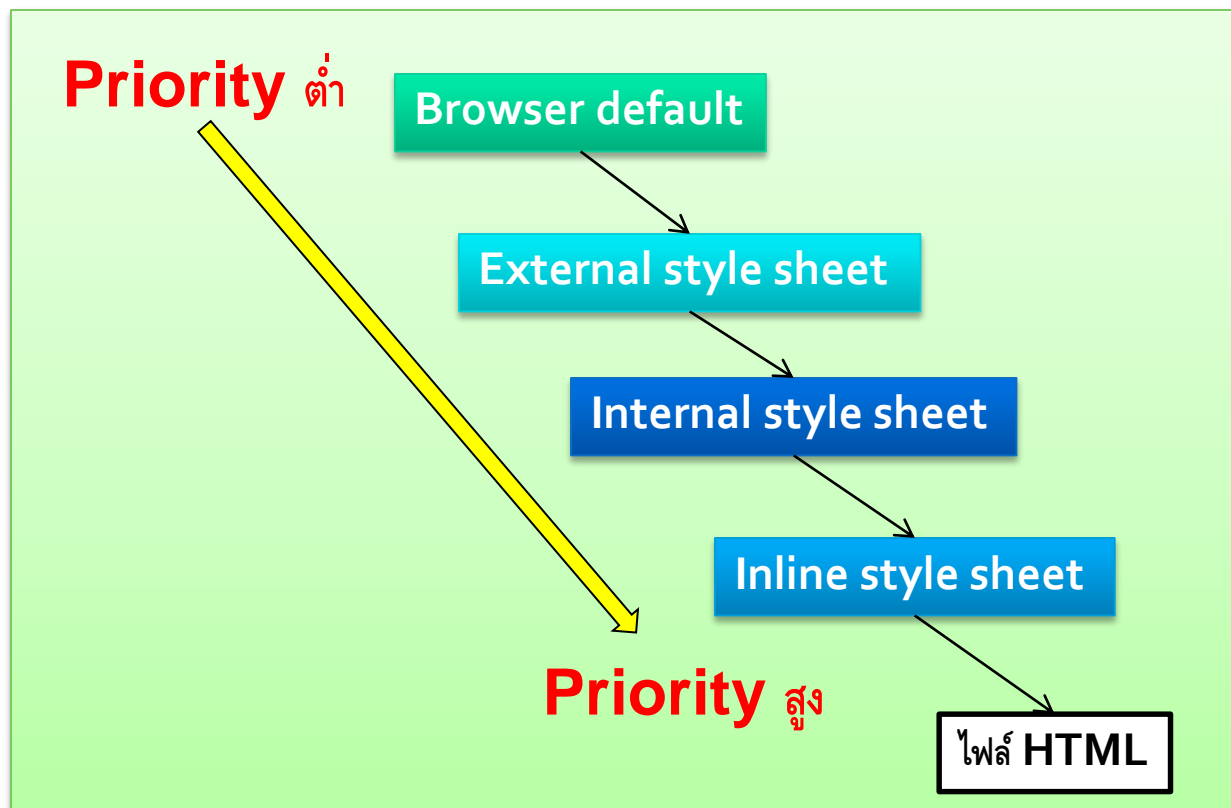 Priority ต่ำ
Browser default
External style sheet
Internal style sheet
Inline style sheet
Priority สูง
ไฟล์ HTML